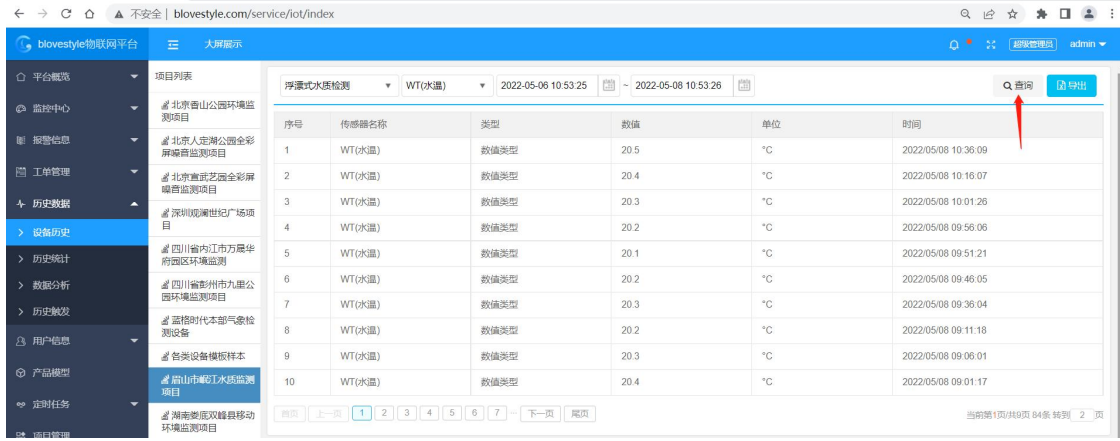 不安全 | blovestyle.com/service/iot/index
blovestyle物联网平台
大屏展示
超级管理员 admin
平台概览
监控中心
报警信息
工单管理
历史数据
设备历史
历史统计
数据分析
历史触发
用户信息
产品模型
定时任务
项目管理
项目列表
北京香山公园环境监
测项目
北京人定湖公园全彩
屏噪音监测项目
北京宣武艺园全彩屏
噪音监测项目
深圳观澜世纪广场项
目
四川省内江市万晟华
府园区环境监测
四川省彭州市九里公
园环境监测项目
蓝格时代本部气象检
测设备
各类设备模板样本
眉山市岷江水质监测
项目
湖南娄底双峰县移动
环境监测项目
浮漂式水质检测 WT(水温) 2022-05-06 10:53:25 ~ 2022-05-08 10:53:26 查询 导出
序号 传感器名称 类型 数值 单位 时间
1 WT(水温) 数值类型 20.5 °C 2022/05/08 10:36:09
2 WT(水温) 数值类型 20.4 °C 2022/05/08 10:16:07
3 WT(水温) 数值类型 20.3 °C 2022/05/08 10:01:26
4 WT(水温) 数值类型 20.2 °C 2022/05/08 09:56:06
5 WT(水温) 数值类型 20.1 °C 2022/05/08 09:51:21
6 WT(水温) 数值类型 20.2 °C 2022/05/08 09:46:05
7 WT(水温) 数值类型 20.3 °C 2022/05/08 09:36:04
8 WT(水温) 数值类型 20.2 °C 2022/05/08 09:11:18
9 WT(水温) 数值类型 20.3 °C 2022/05/08 09:06:01
10 WT(水温) 数值类型 20.4 °C 2022/05/08 09:01:17
首页 上一页 1 2 3 4 5 6 7 … 下一页 尾页
当前第1页/共9页 84条 转到 2 页